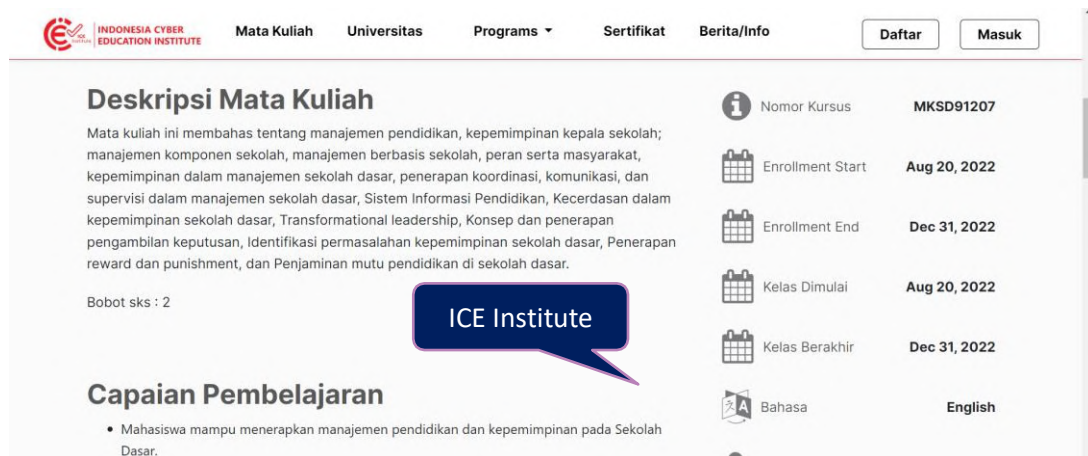 INDONESIA CYBER
EDUCATION INSTITUTE
Mata Kuliah
Universitas
Programs
Sertifikat
Berita/Info
Daftar
Masuk
Deskripsi Mata Kuliah
Mata kuliah ini membahas tentang manajemen pendidikan, kepemimpinan kepala sekolah;
manajemen komponen sekolah, manajemen berbasis sekolah, peran serta masyarakat,
kepemimpinan dalam manajemen sekolah dasar, penerapan koordinasi, komunikasi, dan
supervisi dalam manajemen sekolah dasar, Sistem Informasi Pendidikan, Kecerdasan dalam
kepemimpinan sekolah dasar, Transformational leadership, Konsep dan penerapan
pengambilan keputusan, Identifikasi permasalahan kepemimpinan sekolah dasar, Penerapan
reward dan punishment, dan Penjaminan mutu pendidikan di sekolah dasar.
Bobot sks : 2
ICE Institute
Capaian Pembelajaran
• Mahasiswa mampu menerapkan manajemen pendidikan dan kepemimpinan pada Sekolah
Dasar.
Nomor Kursus MKSD91207
Enrollment Start Aug 20, 2022
Enrollment End Dec 31, 2022
Kelas Dimulai Aug 20, 2022
Kelas Berakhir Dec 31, 2022
Bahasa English